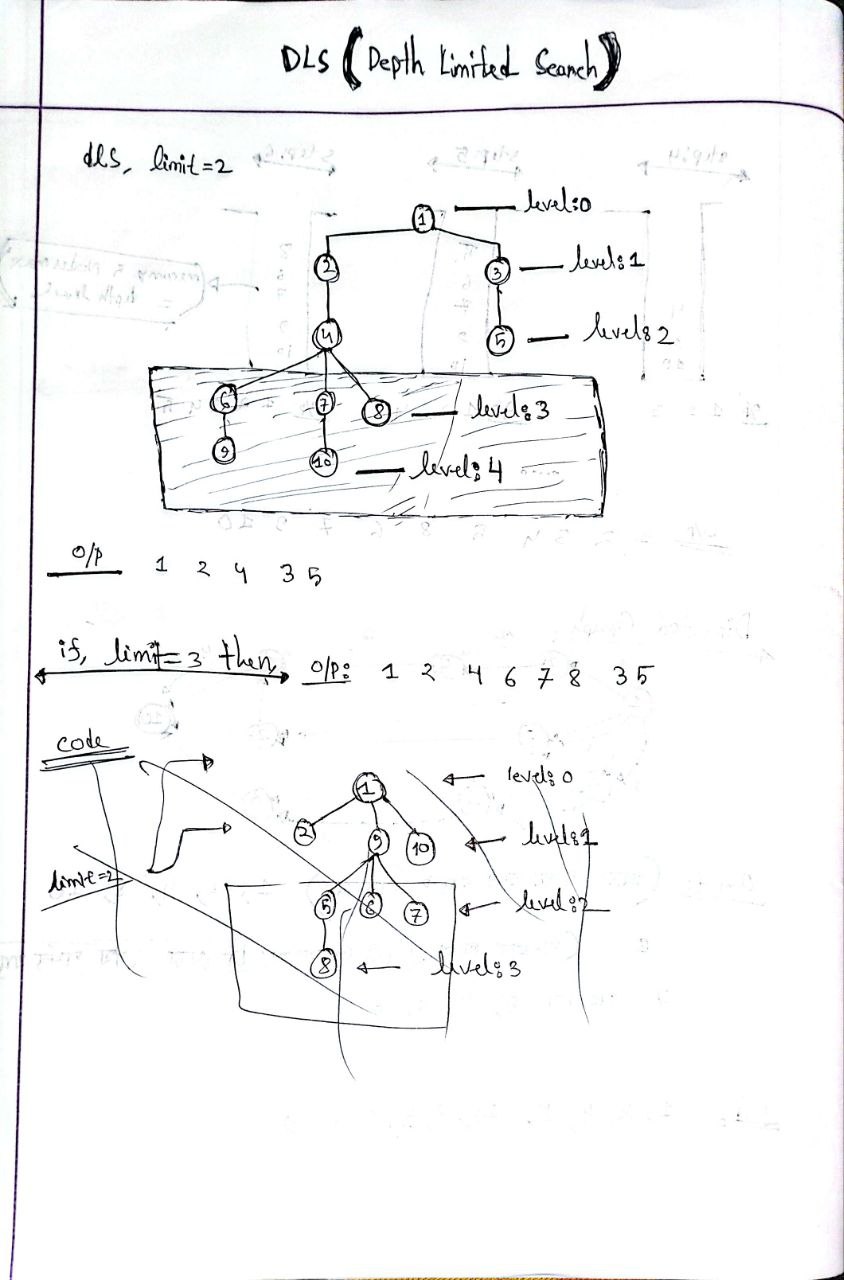 DLS (Depth Limited Search)
dls, limit=2
1 level:0
2 3 level:1
4 5 level:2
6 7 8 level:3
9 10 level:4
O/P 1 2 4 3 5
if, limit=3 then, O/P: 1 2 4 6 7 8 3 5
code
1 level:0
2 9 10 level:1
limit=2
5 6 7 level:2
8 level:3